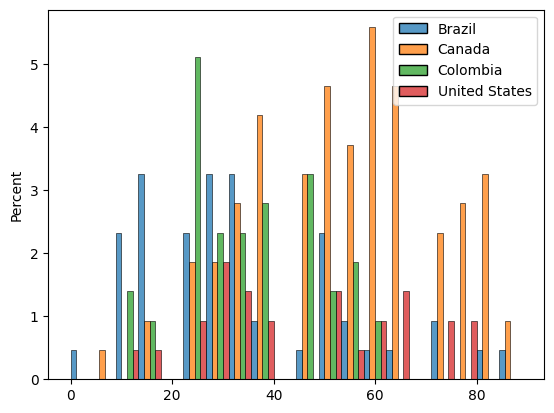 Brazil
Canada
Colombia
United States
Percent
5
4
3
2
1
0
0 20 40 60 80